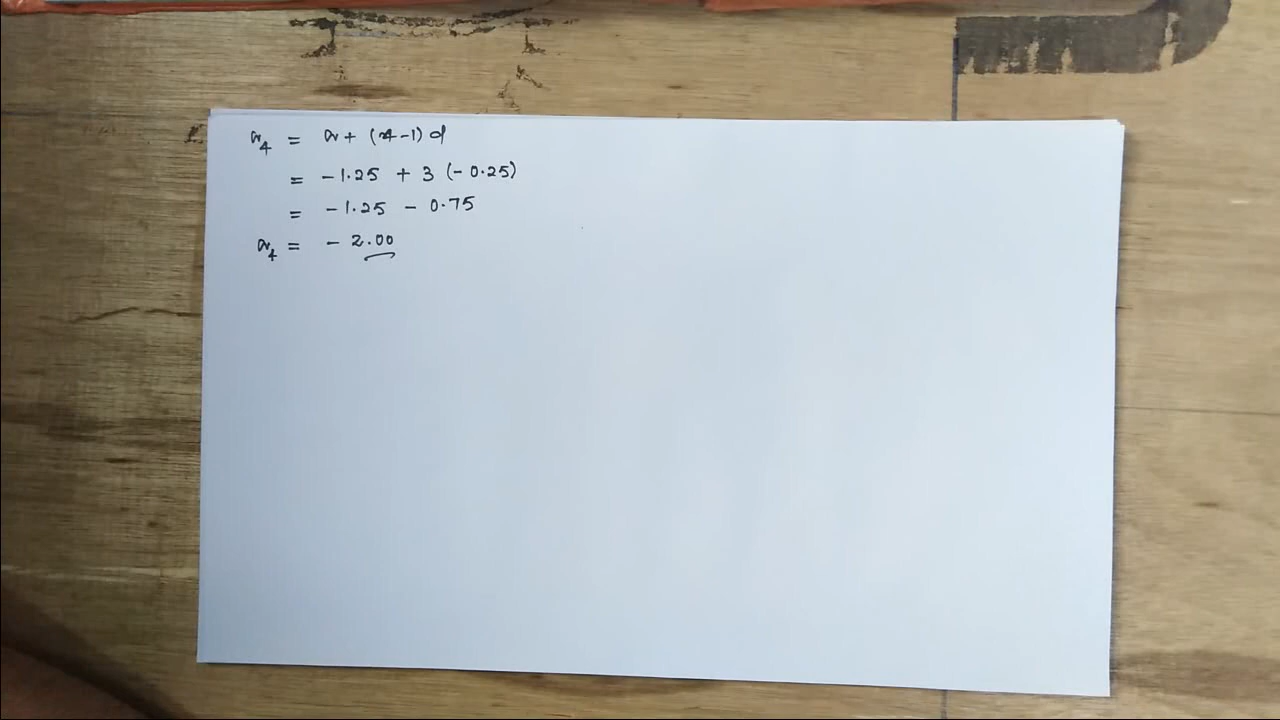 a₄ = a + (4-1) d
= -1.25 + 3 (-0.25)
= -1.25 - 0.75
a₄ = - 2.00